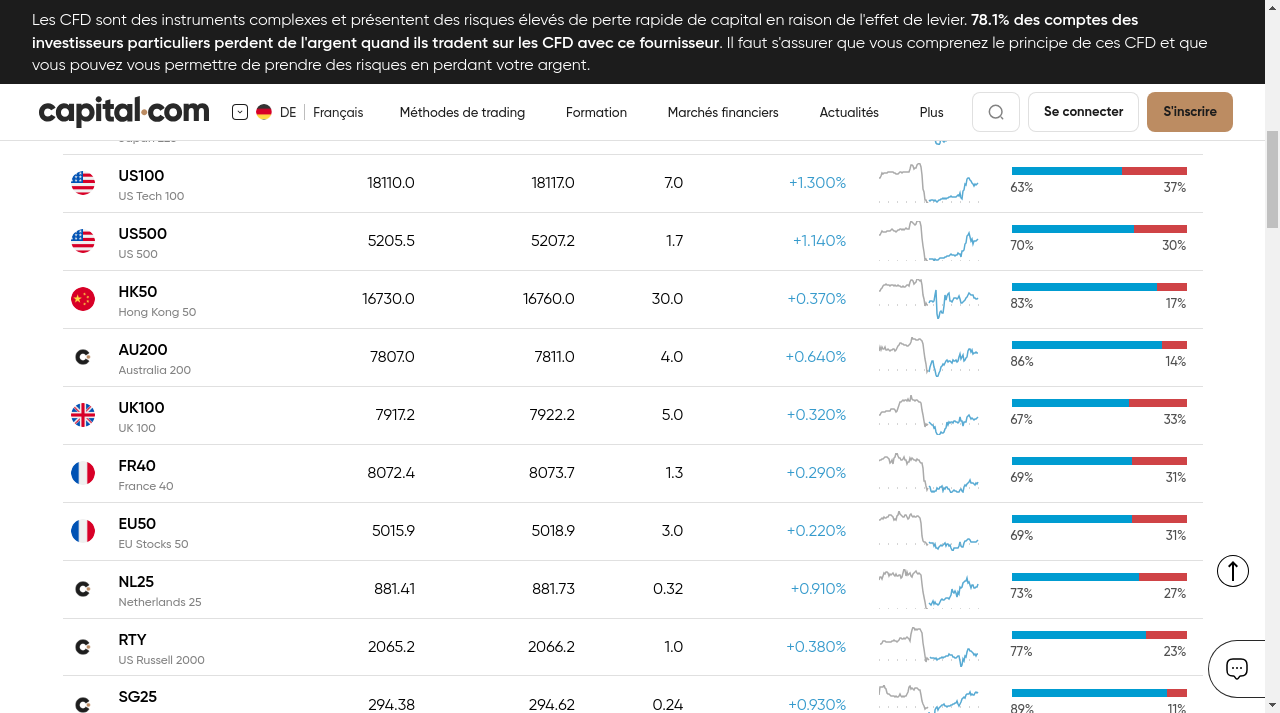 Les CFD sont des instruments complexes et présentent des risques élevés de perte rapide de capital en raison de l'effet de levier. 78.1% des comptes des
investisseurs particuliers perdent de l'argent quand ils tradent sur les CFD avec ce fournisseur. Il faut s'assurer que vous comprenez le principe de ces CFD et que
vous pouvez vous permettre de prendre des risques en perdant votre argent.
capital.com DE Français Méthodes de trading Formation Marchés financiers Actualités Plus Se connecter S'inscrire
US100 18110.0 18117.0 7.0 +1.300%
US Tech 100 63% 37%
US500 5205.5 5207.2 1.7 +1.140%
US 500 70% 30%
HK50 16730.0 16760.0 30.0 +0.370%
Hong Kong 50 83% 17%
AU200 7807.0 7811.0 4.0 +0.640%
Australia 200 86% 14%
UK100 7917.2 7922.2 5.0 +0.320%
UK 100 67% 33%
FR40 8072.4 8073.7 1.3 +0.290%
France 40 69% 31%
EU50 5015.9 5018.9 3.0 +0.220%
EU Stocks 50 69% 31%
NL25 881.41 881.73 0.32 +0.910%
Netherlands 25 73% 27%
RTY 2065.2 2066.2 1.0 +0.380%
US Russell 2000 77% 23%
SG25 294.38 294.62 0.24 +0.930%
89% 11%